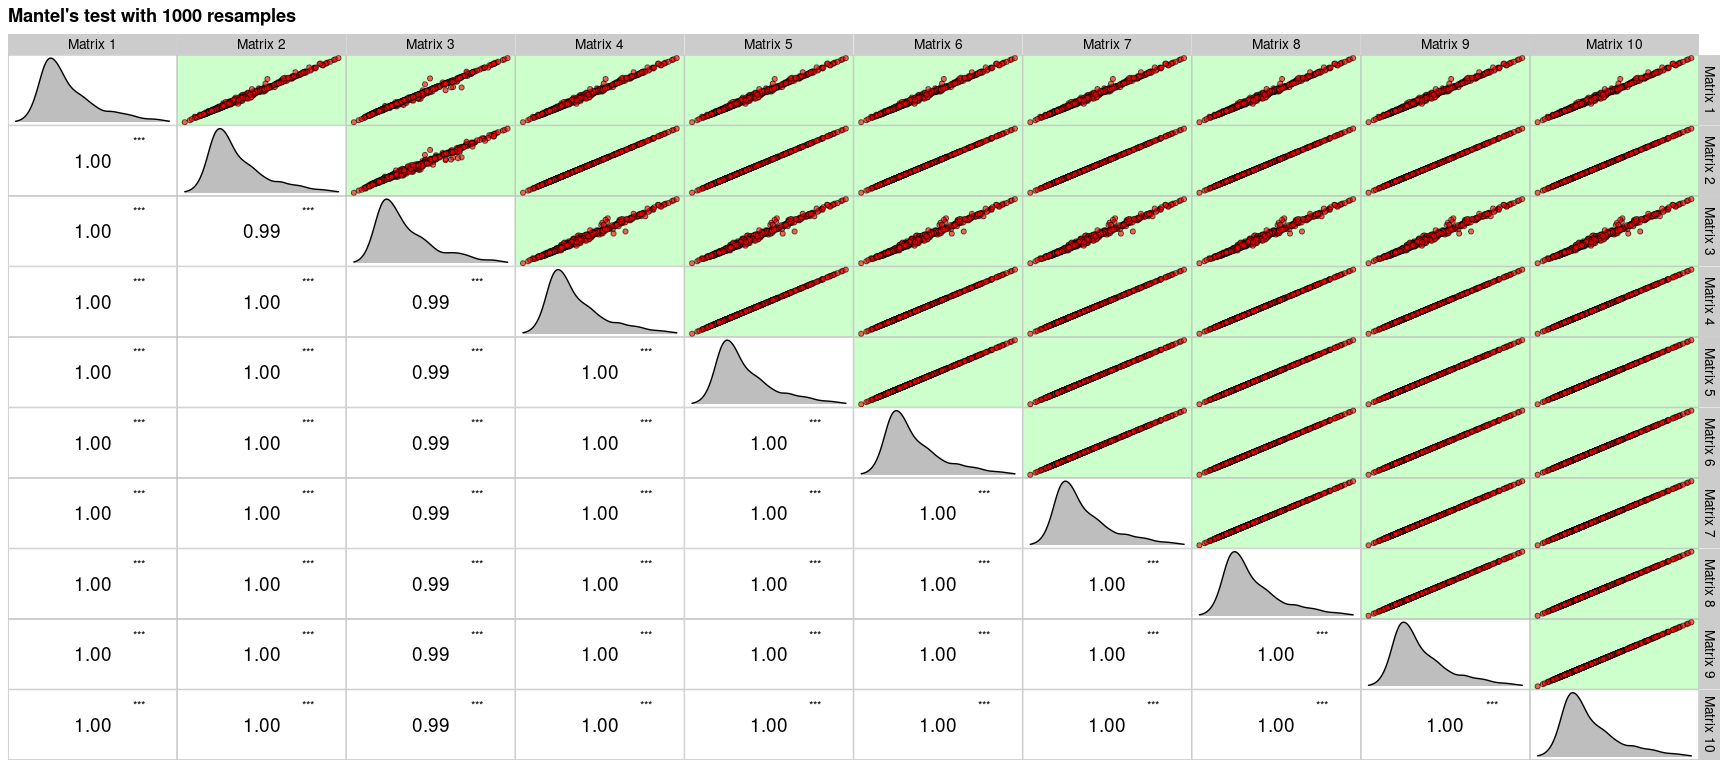 Mantel's test with 1000 resamples
Matrix 1 Matrix 2 Matrix 3 Matrix 4 Matrix 5 Matrix 6 Matrix 7 Matrix 8 Matrix 9 Matrix 10
Matrix 1
*** 
1.00
Matrix 2
*** ***
1.00 0.99
Matrix 3
*** *** ***
1.00 1.00 0.99
Matrix 4
*** *** *** ***
1.00 1.00 0.99 1.00
Matrix 5
*** *** *** *** ***
1.00 1.00 0.99 1.00 1.00
Matrix 6
*** *** *** *** *** ***
1.00 1.00 0.99 1.00 1.00 1.00
Matrix 7
*** *** *** *** *** *** ***
1.00 1.00 0.99 1.00 1.00 1.00 1.00
Matrix 8
*** *** *** *** *** *** *** ***
1.00 1.00 0.99 1.00 1.00 1.00 1.00 1.00
Matrix 9
*** *** *** *** *** *** *** *** ***
1.00 1.00 0.99 1.00 1.00 1.00 1.00 1.00 1.00
Matrix 10